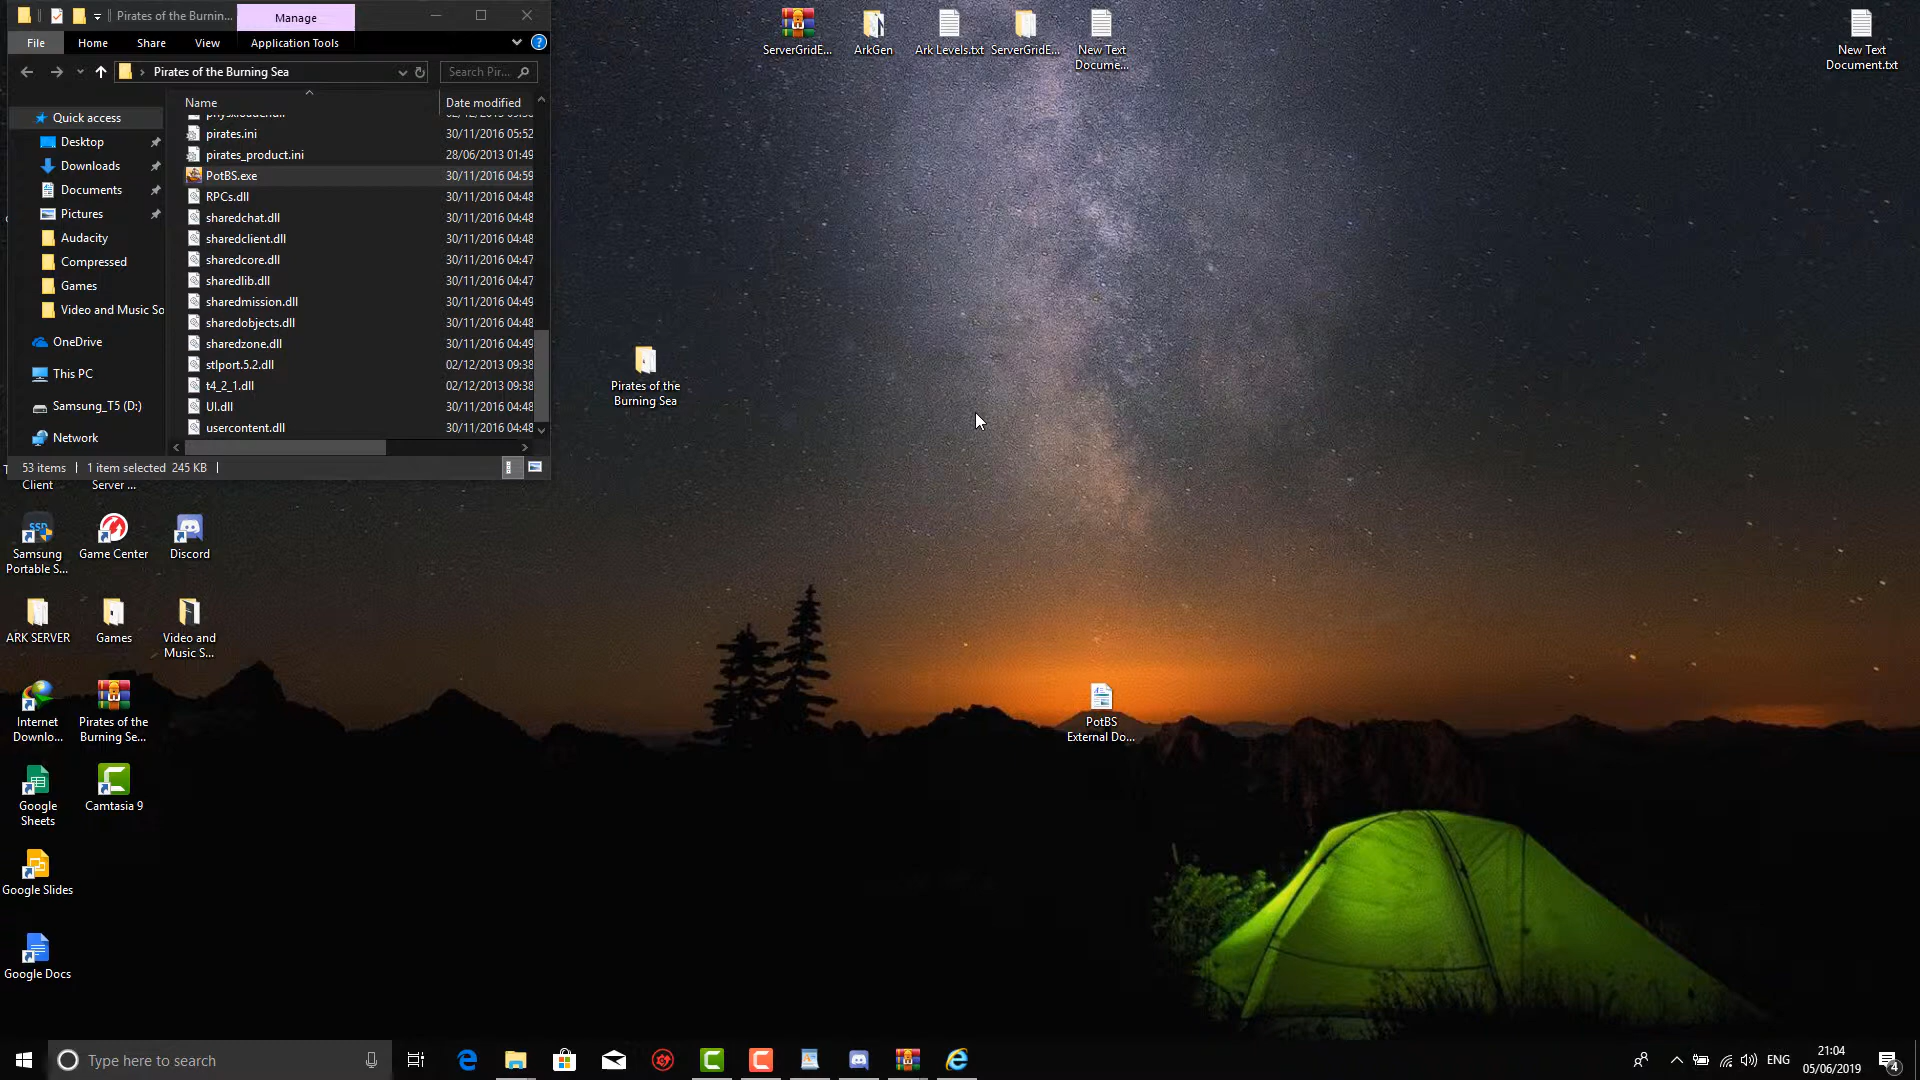 Pirates of the Burnin...
Manage
File
Home
Share
View
Application Tools
Pirates of the Burning Sea
Search Pir...
Name
Date modified
Quick access
Desktop
Downloads
Documents
Pictures
Audacity
Compressed
Games
Video and Music So
OneDrive
This PC
Samsung_T5 (D:)
Network
pirates.ini
30/11/2016 05:52
pirates_product.ini
28/06/2013 01:49
PotBS.exe
30/11/2016 04:59
RPCs.dll
30/11/2016 04:48
sharedchat.dll
30/11/2016 04:48
sharedclient.dll
30/11/2016 04:48
sharedcore.dll
30/11/2016 04:47
sharedlib.dll
30/11/2016 04:47
sharedmission.dll
30/11/2016 04:49
sharedobjects.dll
30/11/2016 04:48
sharedzone.dll
30/11/2016 04:49
stlport.5.2.dll
02/12/2013 09:38
t4_2_1.dll
02/12/2013 09:38
UI.dll
30/11/2016 04:48
usercontent.dll
30/11/2016 04:48
53 items
1 item selected 245 KB
ServerGridE...
ArkGen
Ark Levels.txt
ServerGridE...
New Text
Docume...
New Text
Document.txt
Pirates of the
Burning Sea
Client
Server ...
SSD
Samsung
Portable S...
Game Center
Discord
ARK SERVER
Games
Video and
Music S...
Internet
Downlo...
Pirates of the
Burning Se...
PotBS
External Do...
Google
Sheets
Camtasia 9
Google Slides
Google Docs
Type here to search
ENG
21:04
05/06/2019
4